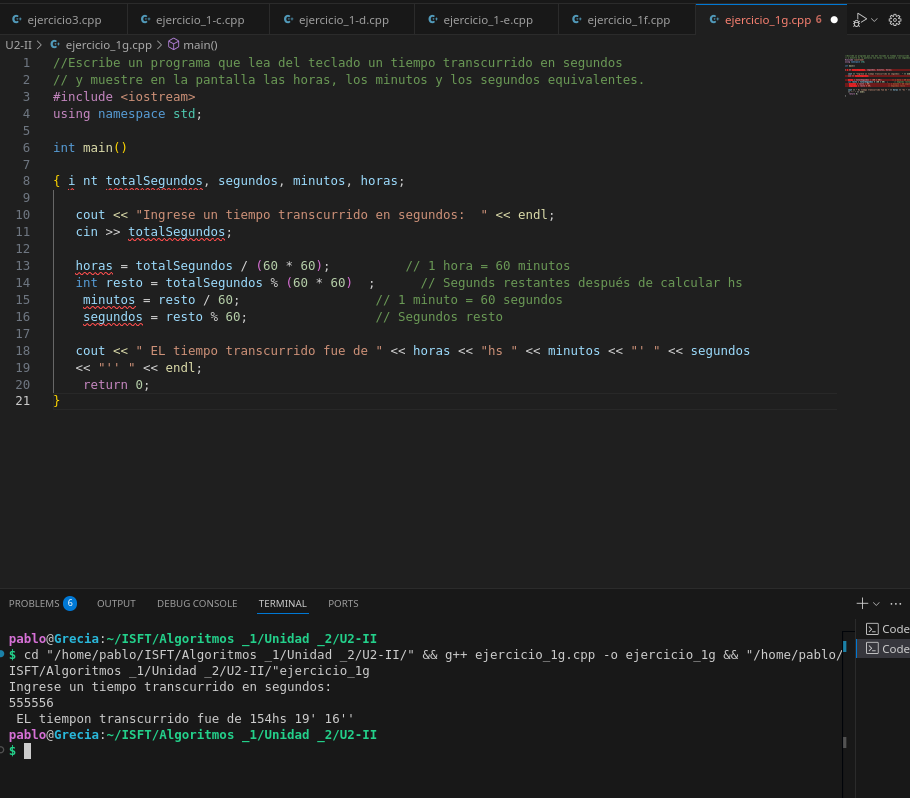 ejercicio3.cpp ejercicio_1-c.cpp ejercicio_1-d.cpp ejercicio_1-e.cpp ejercicio_1f.cpp ejercicio_1g.cpp 6
U2-II > ejercicio_1g.cpp > main()
1 //Escribe un programa que lea del teclado un tiempo transcurrido en segundos
2 // y muestre en la pantalla las horas, los minutos y los segundos equivalentes.
3 #include <iostream>
4 using namespace std;
5
6 int main()
7
8 { i nt totalSegundos, segundos, minutos, horas;
9
10 cout << "Ingrese un tiempo transcurrido en segundos:  " << endl;
11 cin >> totalSegundos;
12
13 horas = totalSegundos / (60 * 60); // 1 hora = 60 minutos
14 int resto = totalSegundos % (60 * 60)  ; // Segunds restantes después de calcular hs
15 minutos = resto / 60; // 1 minuto = 60 segundos
16 segundos = resto % 60; // Segundos resto
17
18 cout << " EL tiempo transcurrido fue de " << horas << "hs " << minutos << "' " << segundos
19 << "'' " << endl;
20 return 0;
21 }
PROBLEMS 6 OUTPUT DEBUG CONSOLE TERMINAL PORTS
pablo@Grecia:~/ISFT/Algoritmos _1/Unidad _2/U2-II
$ cd "/home/pablo/ISFT/Algoritmos _1/Unidad _2/U2-II/" && g++ ejercicio_1g.cpp -o ejercicio_1g && "/home/pablo/
ISFT/Algoritmos _1/Unidad _2/U2-II/"ejercicio_1g
Ingrese un tiempo transcurrido en segundos:
555556
EL tiempon transcurrido fue de 154hs 19' 16''
pablo@Grecia:~/ISFT/Algoritmos _1/Unidad _2/U2-II
$
Code
Code